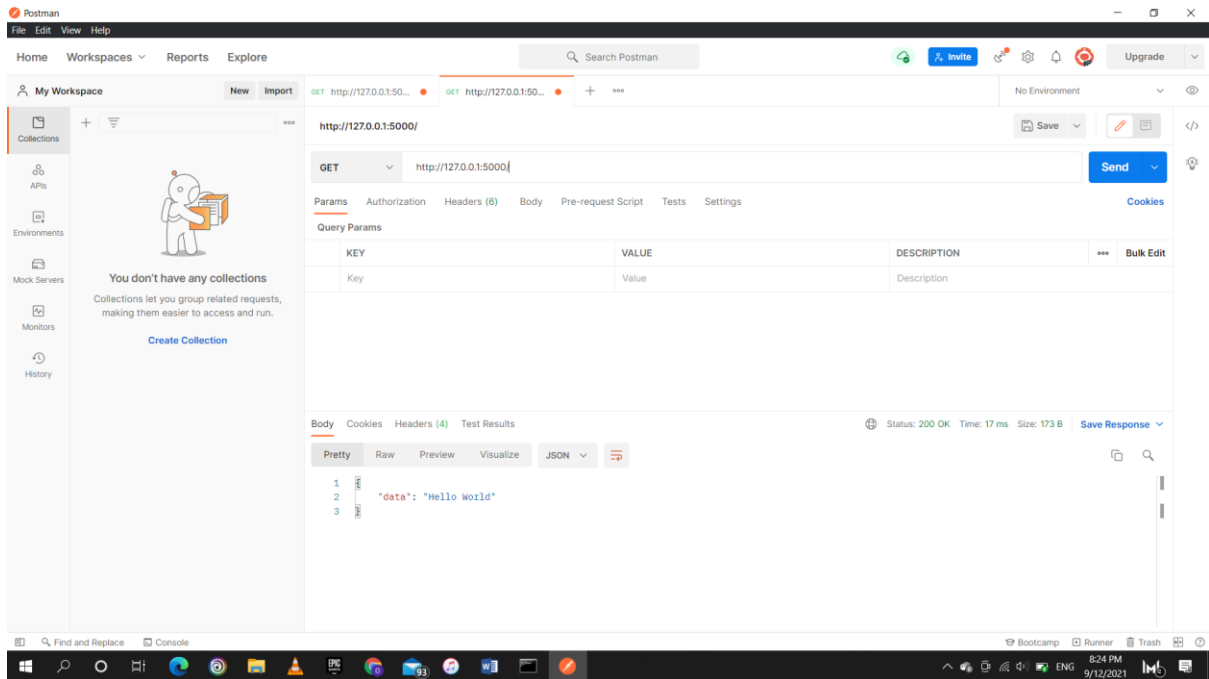 Postman
File Edit View Help
Home Workspaces Reports Explore
Search Postman
Invite
Upgrade
My Workspace
New Import
GET http://127.0.0.1:50...
GET http://127.0.0.1:50...
No Environment
Collections
APIs
Environments
Mock Servers
Monitors
History
You don't have any collections
Collections let you group related requests,
making them easier to access and run.
Create Collection
http://127.0.0.1:5000/
Save
GET
http://127.0.0.1:5000/
Send
Params Authorization Headers (6) Body Pre-request Script Tests Settings
Cookies
Query Params
KEY VALUE DESCRIPTION
Bulk Edit
Key Value Description
Body Cookies Headers (4) Test Results
Status: 200 OK Time: 17 ms Size: 173 B
Save Response
Pretty Raw Preview Visualize JSON
1 {
2 "data": "Hello World"
3 }
Find and Replace Console
Bootcamp Runner Trash
EPIC
93
ENG
8:24 PM
9/12/2021